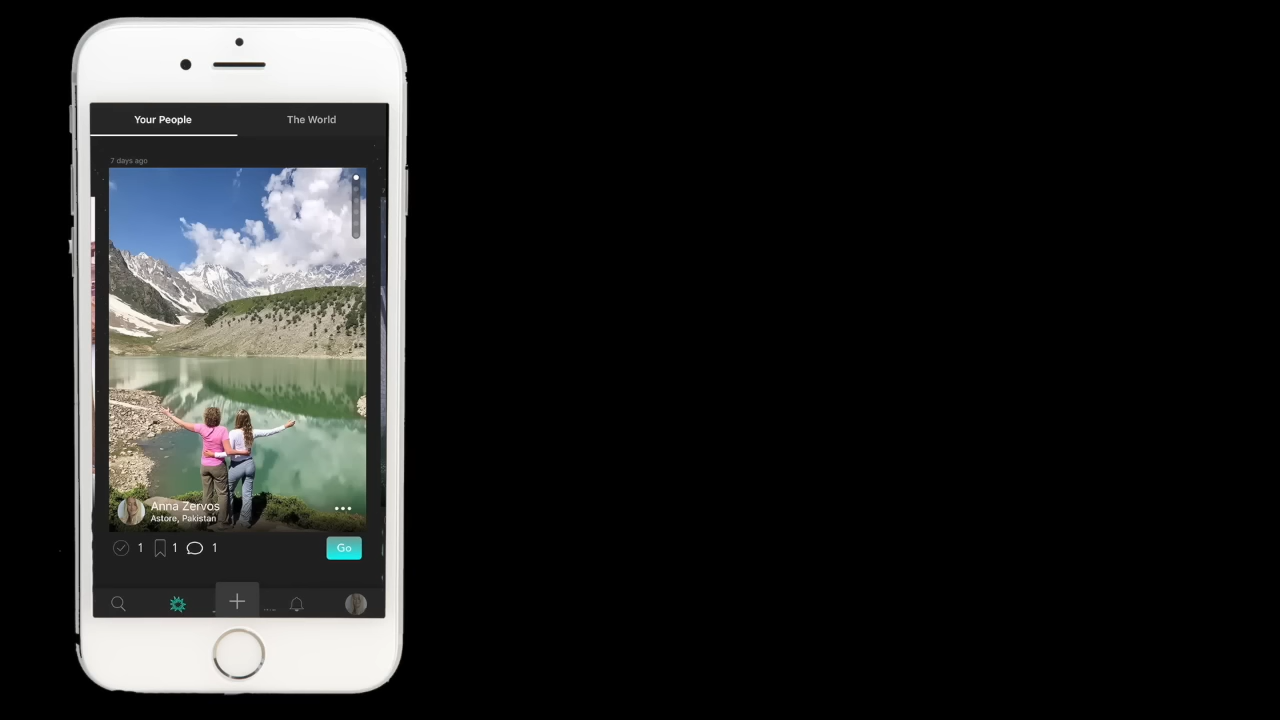 Your People
The World
7 days ago
Anna Zervos
Astore, Pakistan
1
1
1
Go